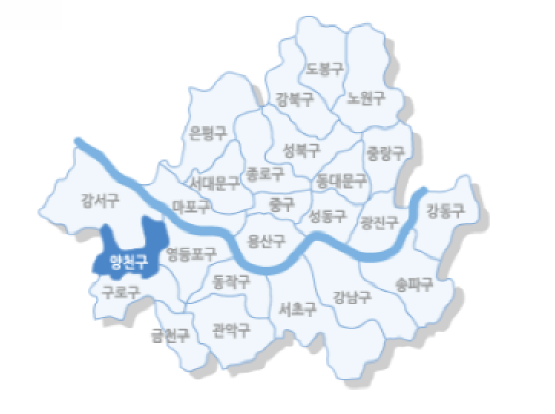 도봉구
강북구
노원구
은평구
성북구
중랑구
종로구
서대문구
동대문구
강서구
마포구
중구
성동구
광진구
강동구
용산구
양천구
영등포구
동작구
송파구
구로구
강남구
서초구
금천구
관악구